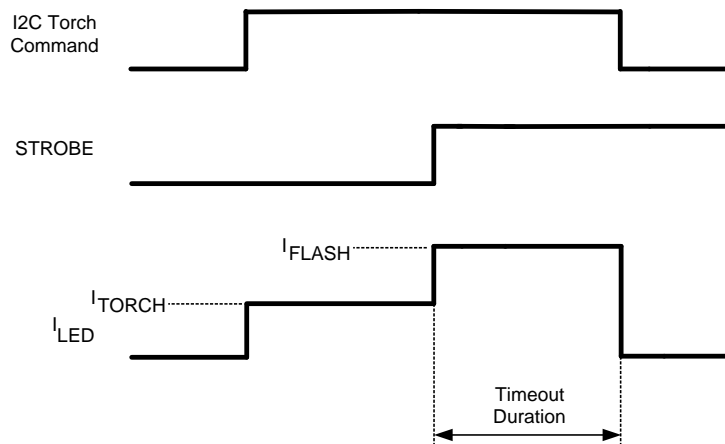 I2C Torch
Command
STROBE
IFLASH
ITORCH
ILED
Timeout
Duration